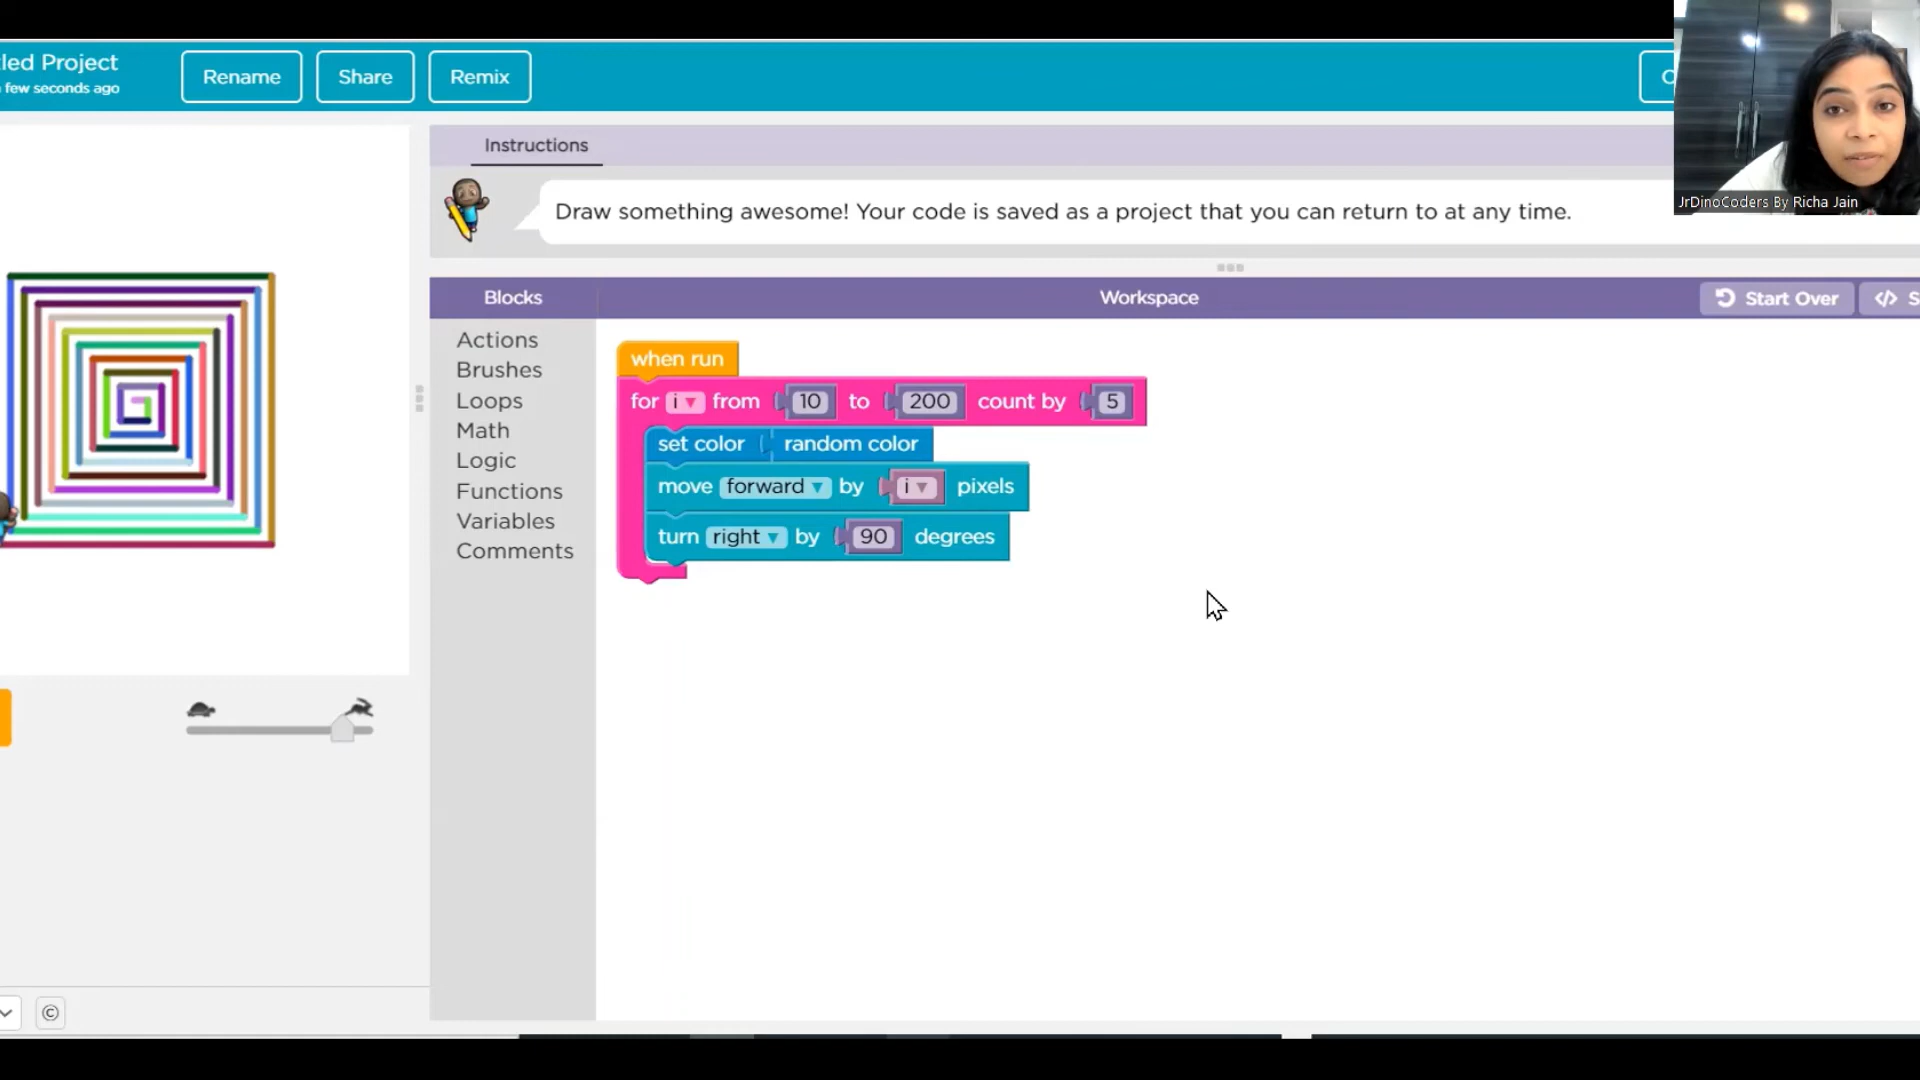 led Project
few seconds ago
Rename
Share
Remix
JrDinoCoders By Richa Jain
Instructions
Draw something awesome! Your code is saved as a project that you can return to at any time.
Blocks
Workspace
Start Over
</> S
Actions
Brushes
Loops
Math
Logic
Functions
Variables
Comments
when run
for i from 10 to 200 count by 5
set color random color
move forward by i pixels
turn right by 90 degrees
©